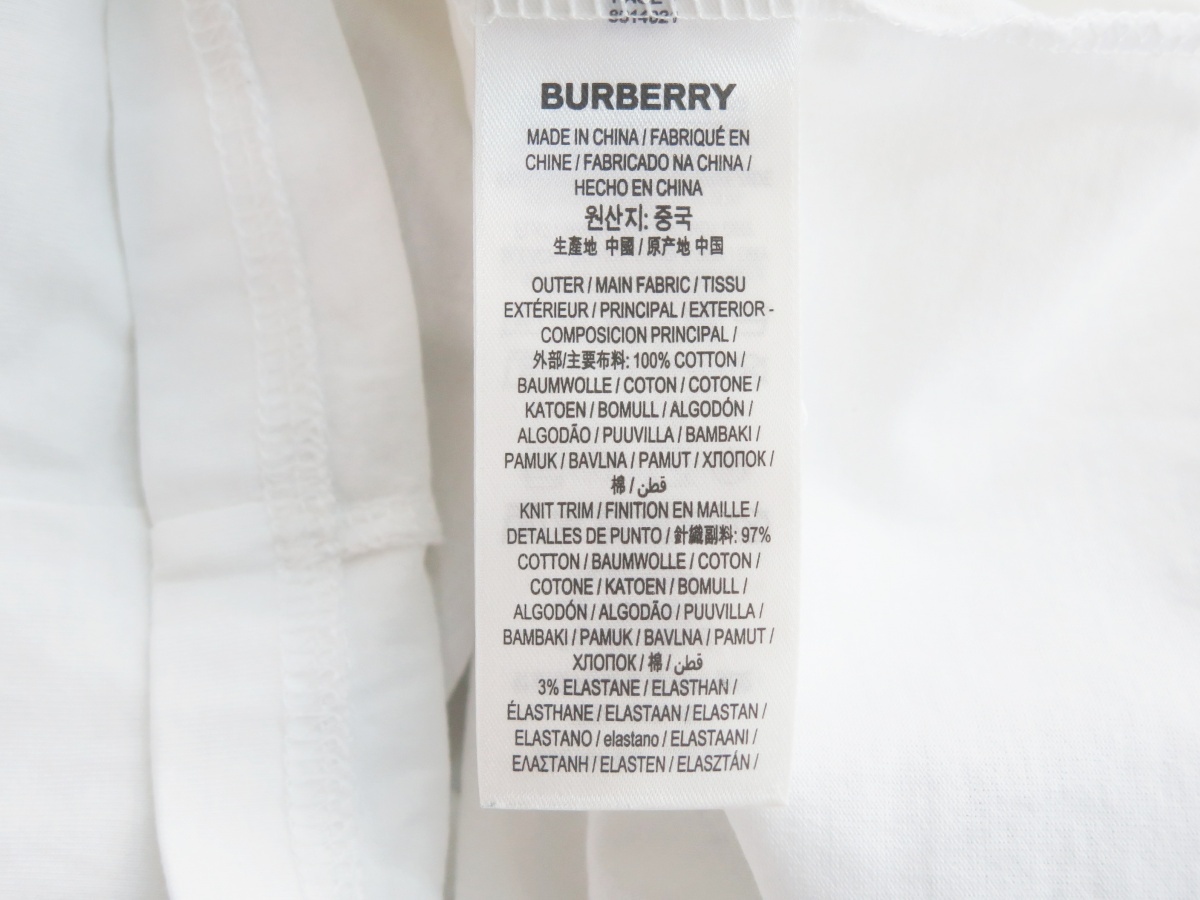 BURBERRY
MADE IN CHINA / FABRIQUÉ EN
CHINE / FABRICADO NA CHINA /
HECHO EN CHINA
원산지: 중국
生產地 中國 / 原产地 中国
OUTER / MAIN FABRIC / TISSU
EXTÉRIEUR / PRINCIPAL / EXTERIOR -
COMPOSICION PRINCIPAL /
外部/主要布料: 100% COTTON /
BAUMWOLLE / COTON / COTONE /
KATOEN / BOMULL / ALGODÓN /
ALGODÃO / PUUVILLA / BAMBAKI /
PAMUK / BAVLNA / PAMUT / ХЛОПОК /
棉 / قطن
KNIT TRIM / FINITION EN MAILLE /
DETALLES DE PUNTO / 針織副料: 97%
COTTON / BAUMWOLLE / COTON /
COTONE / KATOEN / BOMULL /
ALGODÓN / ALGODÃO / PUUVILLA /
BAMBAKI / PAMUK / BAVLNA / PAMUT /
ХЛОПОК / 棉 / قطن
3% ELASTANE / ELASTHAN /
ÉLASTHANE / ELASTAAN / ELASTAN /
ELASTANO / elastano / ELASTAANI /
ΕΛΑΣΤΑΝΗ / ELASTEN / ELASZTÁN /